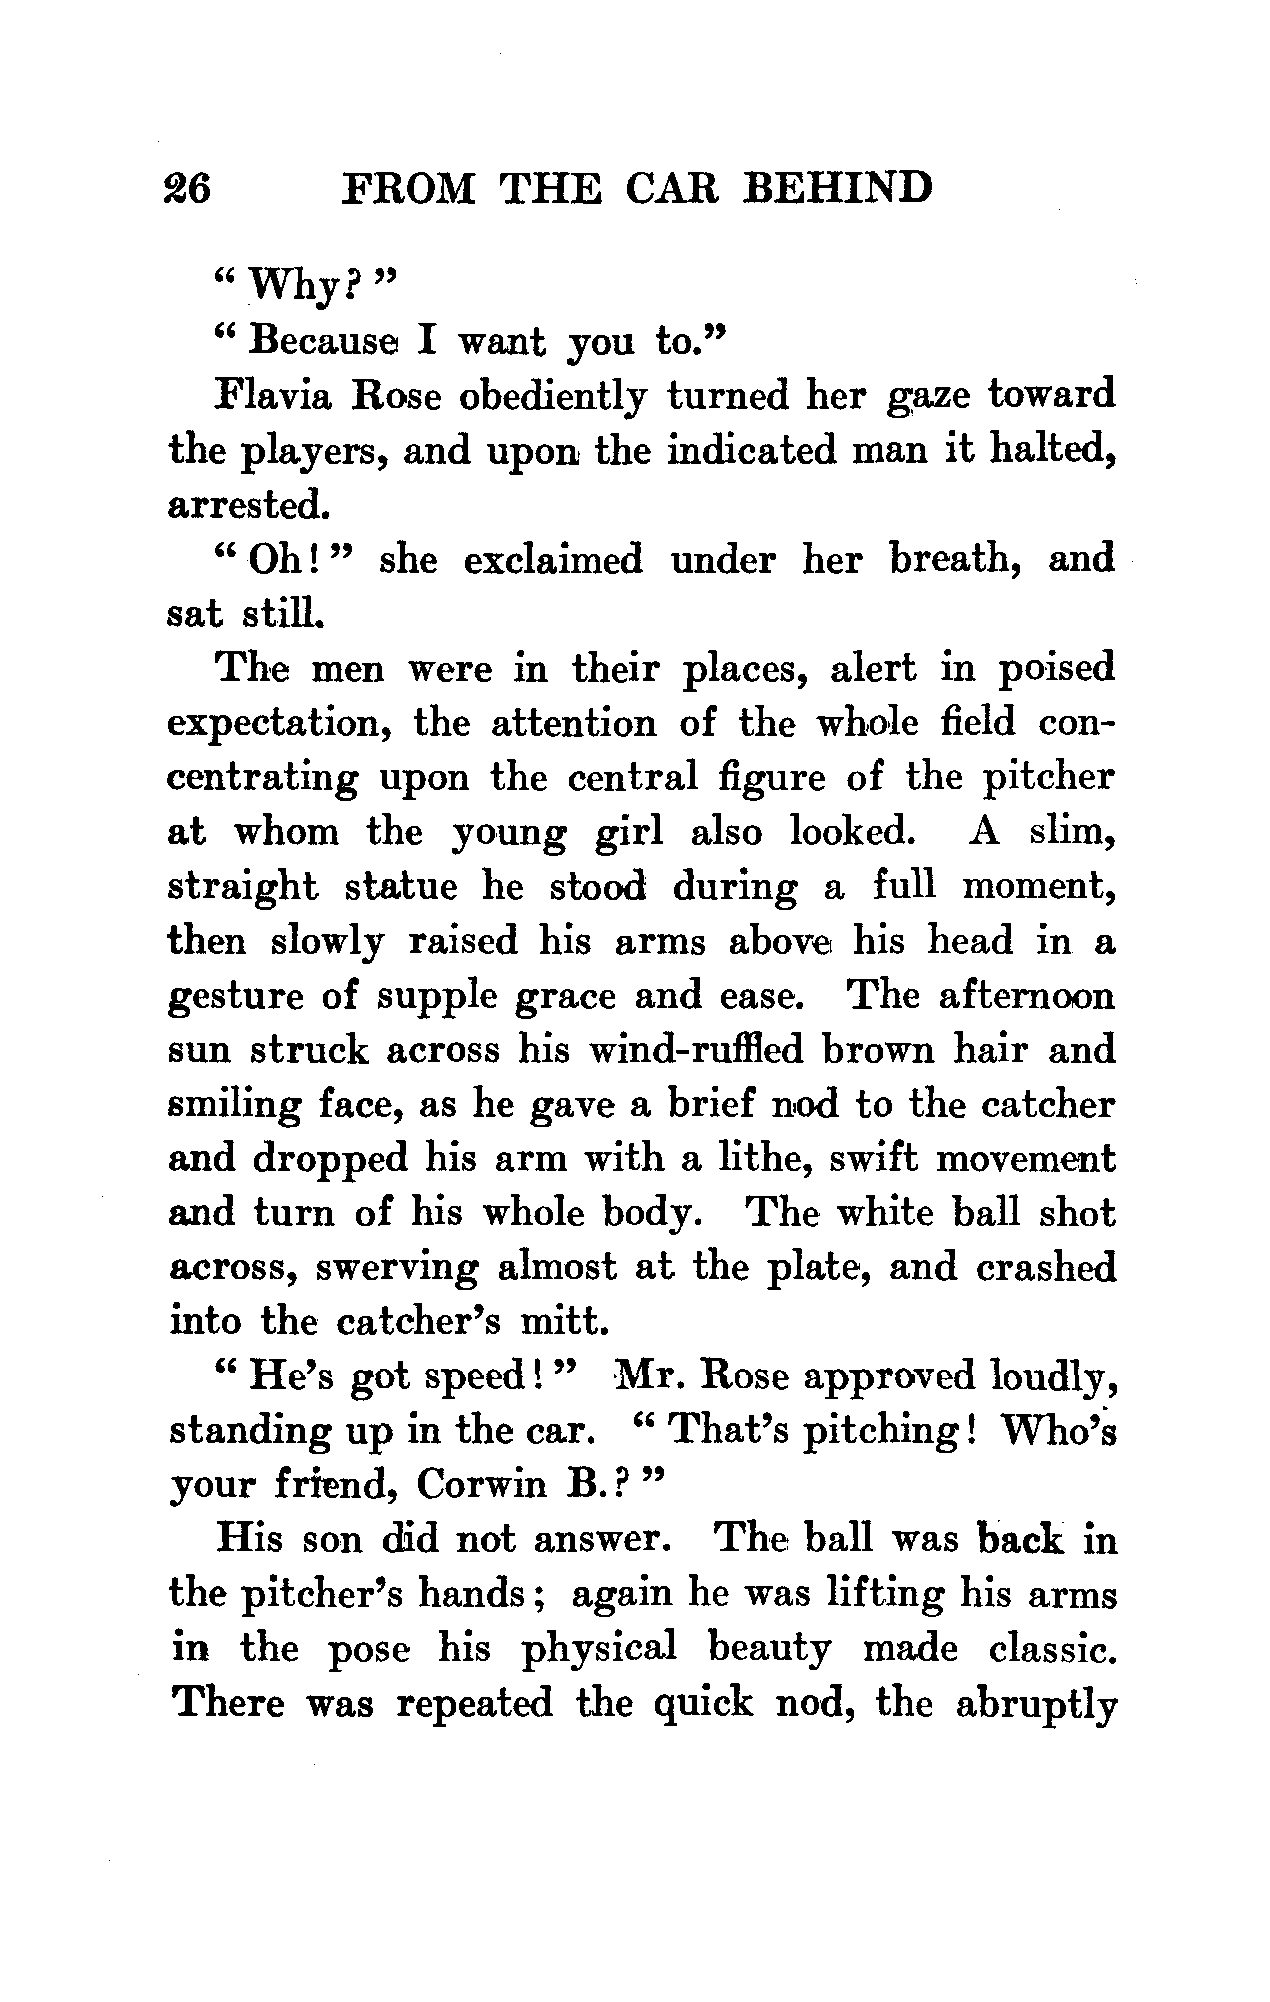 26 FROM THE CAR BEHIND
“ Why? ”
“ Because I want you to.”
Flavia Rose obediently turned her gaze toward
the players, and upon the indicated man it halted,
arrested.
“ Oh! ” she exclaimed under her breath, and
sat still.
The men were in their places, alert in poised
expectation, the attention of the whole field con-
centrating upon the central figure of the pitcher
at whom the young girl also looked. A slim,
straight statue he stood during a full moment,
then slowly raised his arms above his head in a
gesture of supple grace and ease. The afternoon
sun struck across his wind-ruffled brown hair and
smiling face, as he gave a brief nod to the catcher
and dropped his arm with a lithe, swift movement
and turn of his whole body. The white ball shot
across, swerving almost at the plate, and crashed
into the catcher’s mitt.
“ He’s got speed! ” Mr. Rose approved loudly,
standing up in the car. “ That’s pitching! Who’s
your friend, Corwin B.? ”
His son did not answer. The ball was back in
the pitcher’s hands; again he was lifting his arms
in the pose his physical beauty made classic.
There was repeated the quick nod, the abruptly